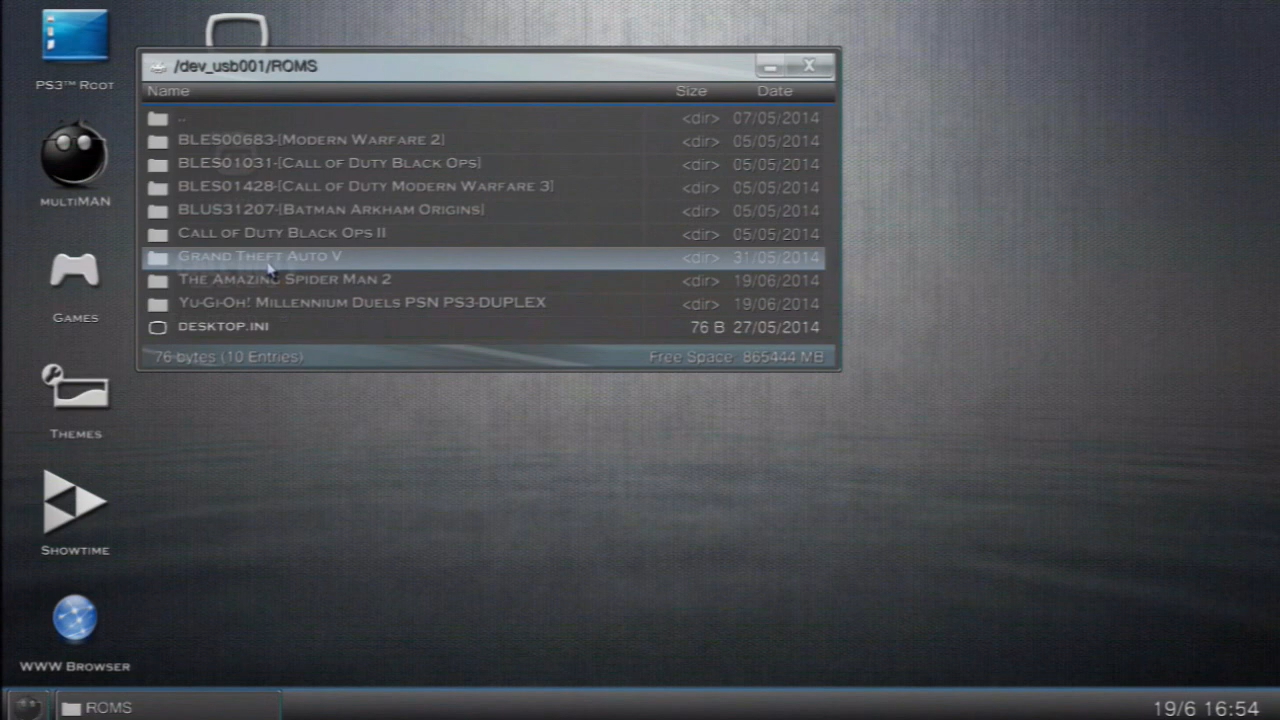 PS3™ Root
multiMAN
Games
Themes
Showtime
WWW Browser
/dev_usb001/ROMS
Name Size Date
.. <dir> 07/05/2014
BLES00683-[Modern Warfare 2] <dir> 05/05/2014
BLES01031-[Call of Duty Black Ops] <dir> 05/05/2014
BLES01428-[Call of Duty Modern Warfare 3] <dir> 05/05/2014
BLUS31207-[Batman Arkham Origins] <dir> 05/05/2014
Call of Duty Black Ops II <dir> 05/05/2014
Grand Theft Auto V <dir> 31/05/2014
The Amazing Spider Man 2 <dir> 19/06/2014
Yu-Gi-Oh! Millennium Duels PSN PS3-DUPLEX <dir> 19/06/2014
DESKTOP.INI 76 B 27/05/2014
76 bytes (10 Entries) Free Space: 865444 MB
ROMS 19/6 16:54